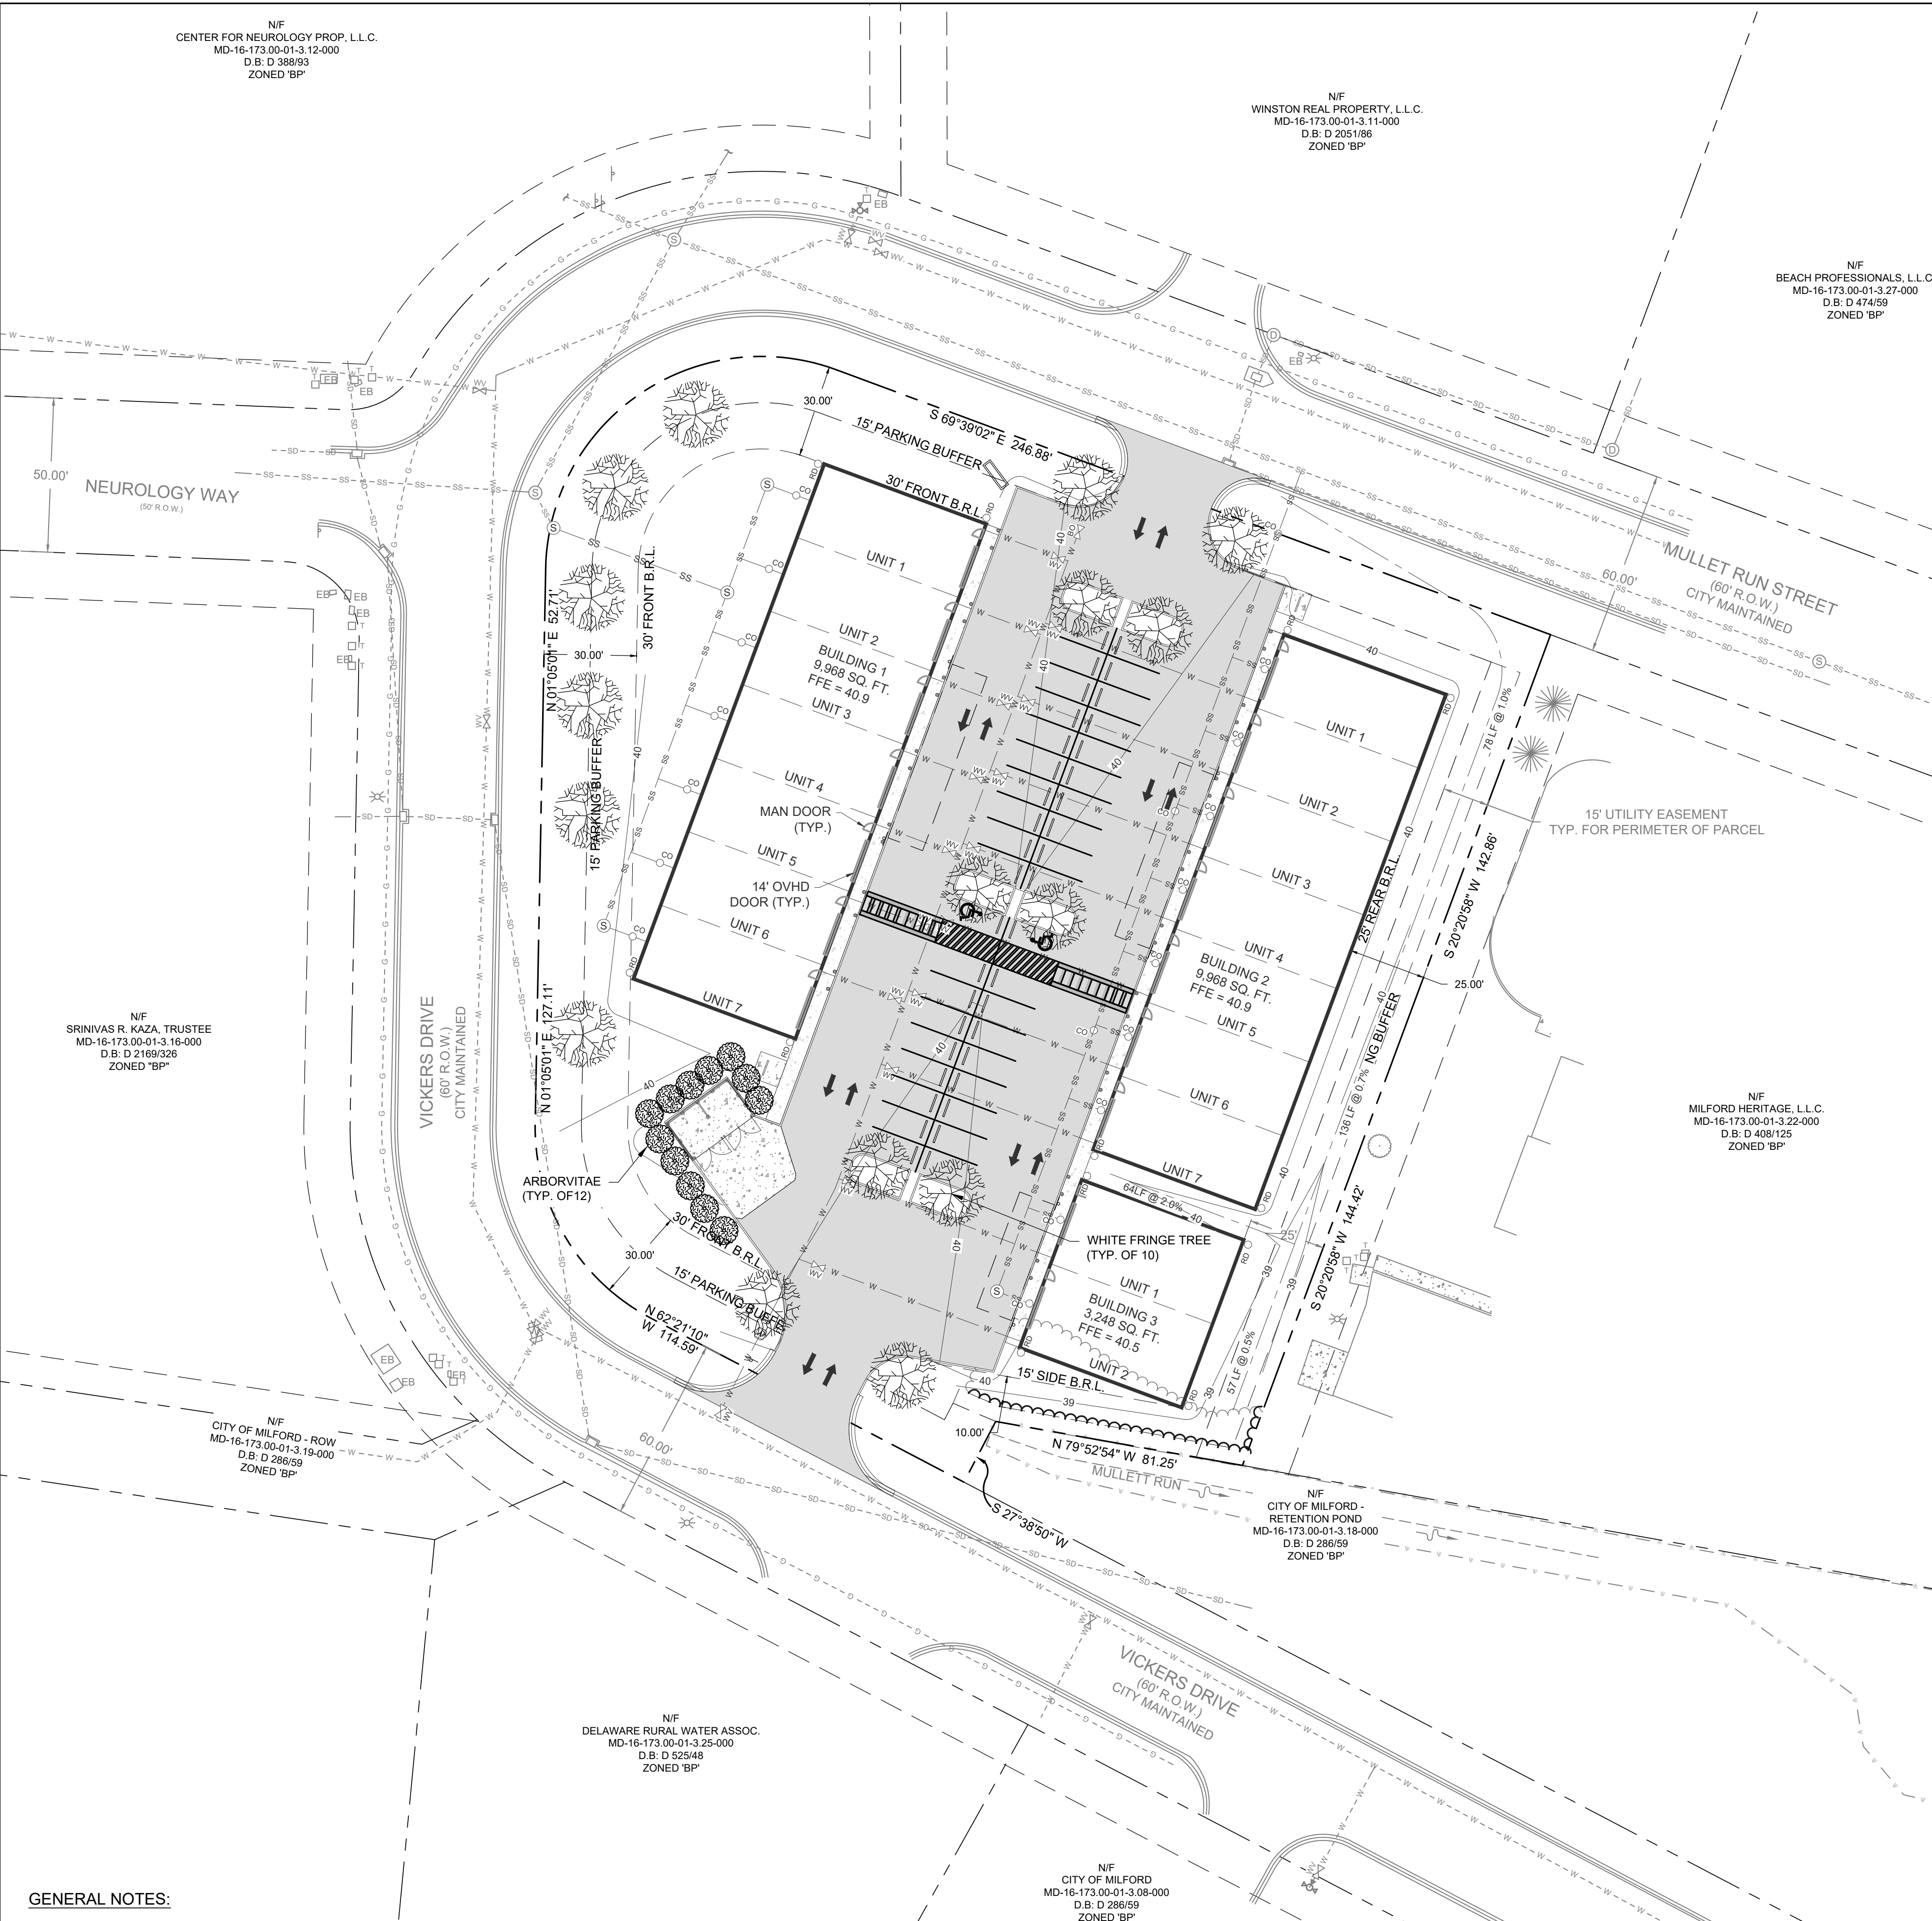 N/F
CENTER FOR NEUROLOGY PROP, L.L.C.
MD-16-173.00-01-3.12-000
D.B: D 388/93
ZONED 'BP'
N/F
WINSTON REAL PROPERTY, L.L.C.
MD-16-173.00-01-3.11-000
D.B: D 2051/86
ZONED 'BP'
N/F
BEACH PROFESSIONALS, L.L.C
MD-16-173.00-01-3.27-000
D.B: D 474/59
ZONED 'BP'
50.00'
NEUROLOGY WAY
(50' R.O.W.)
30.00'
S 69°39'02" E 246.88'
15' PARKING BUFFER
30' FRONT B.R.L.
MULLET RUN STREET
(60' R.O.W.)
CITY MAINTAINED
60.00'
N 01°05'01" E 52.71'
30.00'
30' FRONT B.R.L.
15' PARKING BUFFER
N 01°05'01" E 127.11'
UNIT 1
UNIT 2
BUILDING 1
9.968 SQ. FT.
FFE = 40.9
UNIT 3
UNIT 4
MAN DOOR
(TYP.)
UNIT 5
14' OVHD
DOOR (TYP.)
UNIT 6
UNIT 7
UNIT 1
UNIT 2
UNIT 3
UNIT 4
BUILDING 2
9.968 SQ. FT.
FFE = 40.9
UNIT 5
UNIT 6
UNIT 7
78 LF @ 1.0%
15' UTILITY EASEMENT
TYP. FOR PERIMETER OF PARCEL
S 20°20'58" W 142.86'
25' REAR B.R.L.
25.00'
NG BUFFER
136 LF @ 0.7%
S 20°20'58" W 144.42'
N/F
SRINIVAS R. KAZA, TRUSTEE
MD-16-173.00-01-3.16-000
D.B: D 2169/326
ZONED "BP"
VICKERS DRIVE
(60' R.O.W.)
CITY MAINTAINED
N/F
MILFORD HERITAGE, L.L.C.
MD-16-173.00-01-3.22-000
D.B: D 408/125
ZONED 'BP'
ARBORVITAE
(TYP. OF12)
30' FRONT B.R.L.
30.00'
15' PARKING BUFFE
N 62°21'10"
W 114.59'
64LF @ 2.0%
25'
WHITE FRINGE TREE
(TYP. OF 10)
UNIT 1
BUILDING 3
3,248 SQ. FT.
FFE = 40.5
UNIT 2
57 LF @ 0.5%
15' SIDE B.R.L.
40
39
10.00'
N 79°52'54" W 81.25'
MULLETT RUN
S 27°38'50" W
60.00'
N/F
CITY OF MILFORD - ROW
MD-16-173.00-01-3.19-000
D.B: D 286/59
ZONED 'BP'
N/F
CITY OF MILFORD -
RETENTION POND
MD-16-173.00-01-3.18-000
D.B: D 286/59
ZONED 'BP'
VICKERS DRIVE
(60' R.O.W.)
CITY MAINTAINED
N/F
DELAWARE RURAL WATER ASSOC.
MD-16-173.00-01-3.25-000
D.B: D 525/48
ZONED 'BP'
N/F
CITY OF MILFORD
MD-16-173.00-01-3.08-000
D.B: D 286/59
ZONED 'BP'
GENERAL NOTES: